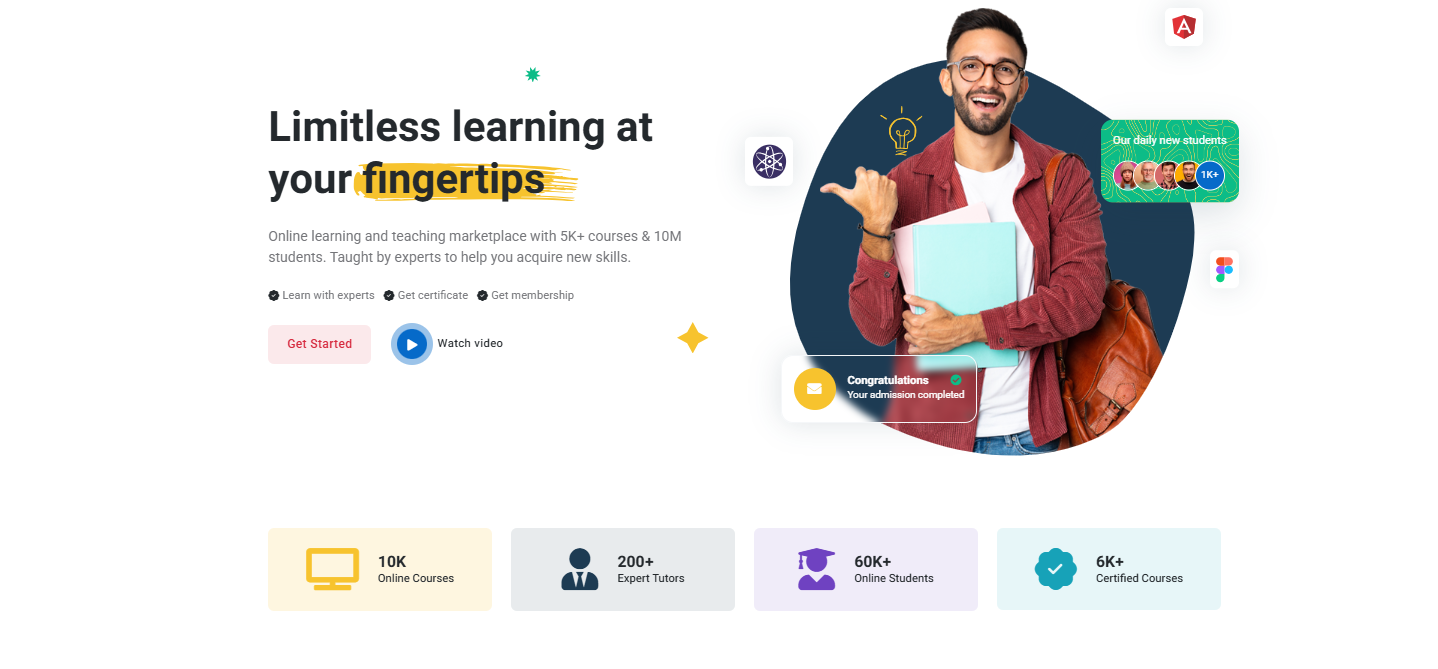 Limitless learning at
your fingertips
Online learning and teaching marketplace with 5K+ courses & 10M
students. Taught by experts to help you acquire new skills.
Learn with experts Get certificate Get membership
Get Started Watch video
Our daily new students
1K+
Congratulations
Your admission completed
10K
Online Courses
200+
Expert Tutors
60K+
Online Students
6K+
Certified Courses